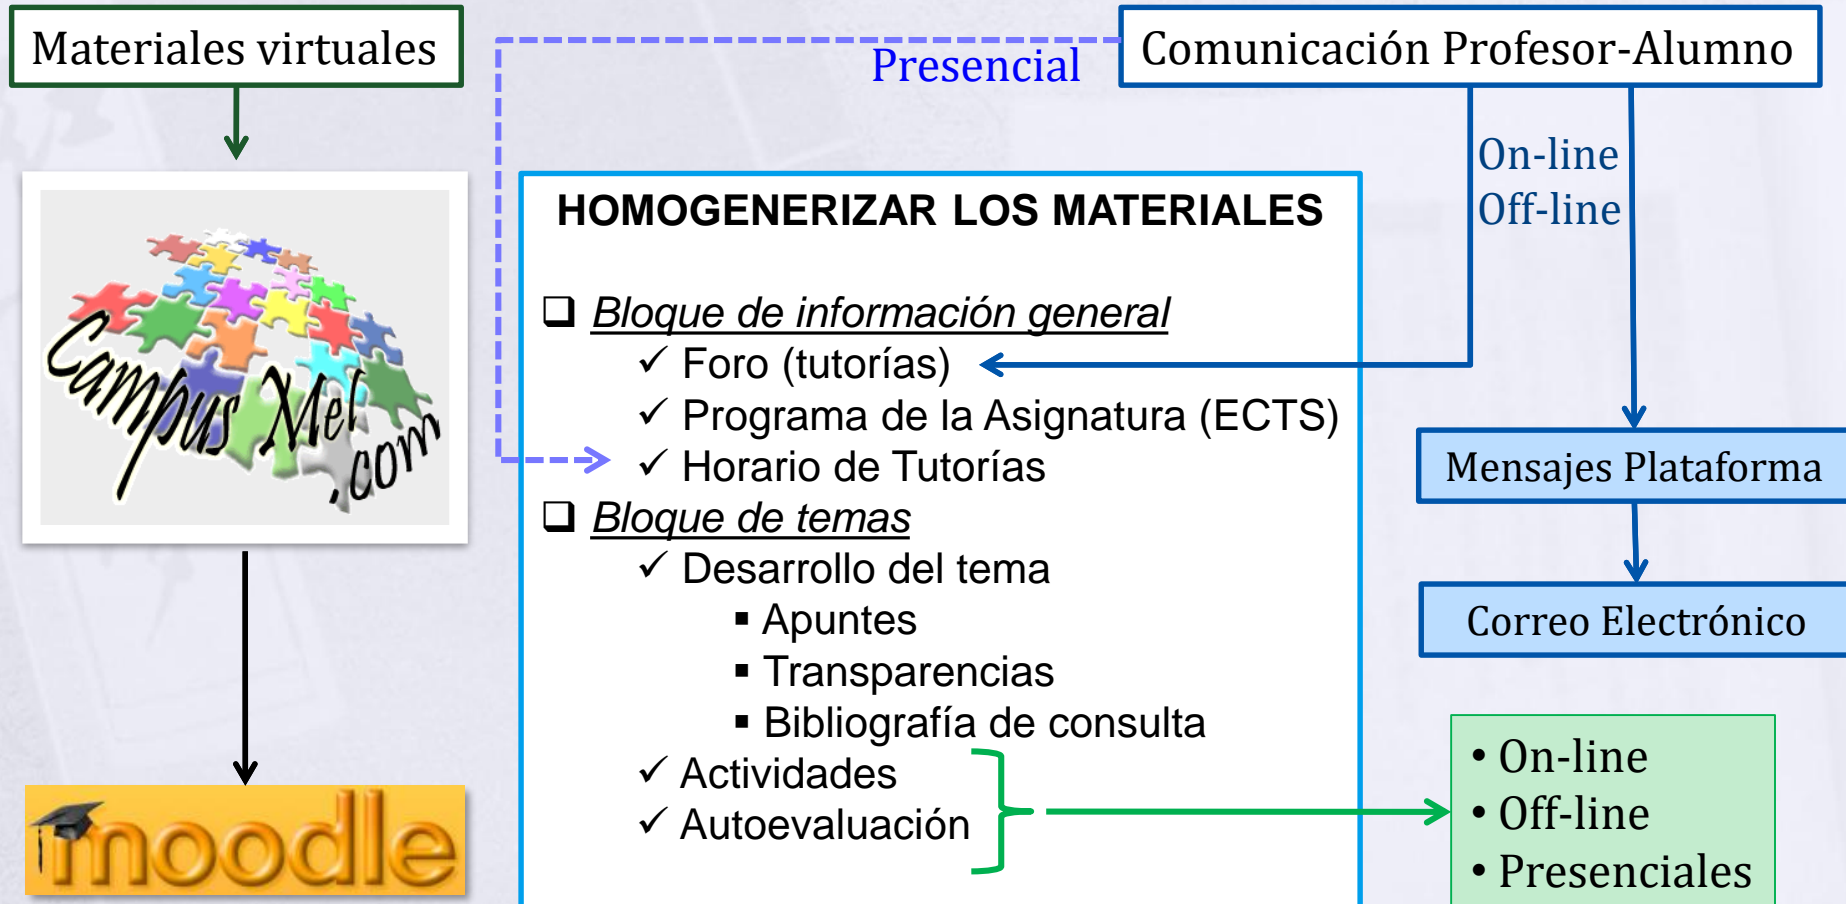 Materiales virtuales
Campus Mel
.com
moodle
Presencial
Comunicación Profesor-Alumno
On-line
Off-line
HOMOGENERIZAR LOS MATERIALES
❑ Bloque de información general
✓ Foro (tutorías)
✓ Programa de la Asignatura (ECTS)
✓ Horario de Tutorías
❑ Bloque de temas
✓ Desarrollo del tema
▪ Apuntes
▪ Transparencias
▪ Bibliografía de consulta
✓ Actividades
✓ Autoevaluación
Mensajes Plataforma
Correo Electrónico
• On-line
• Off-line
• Presenciales